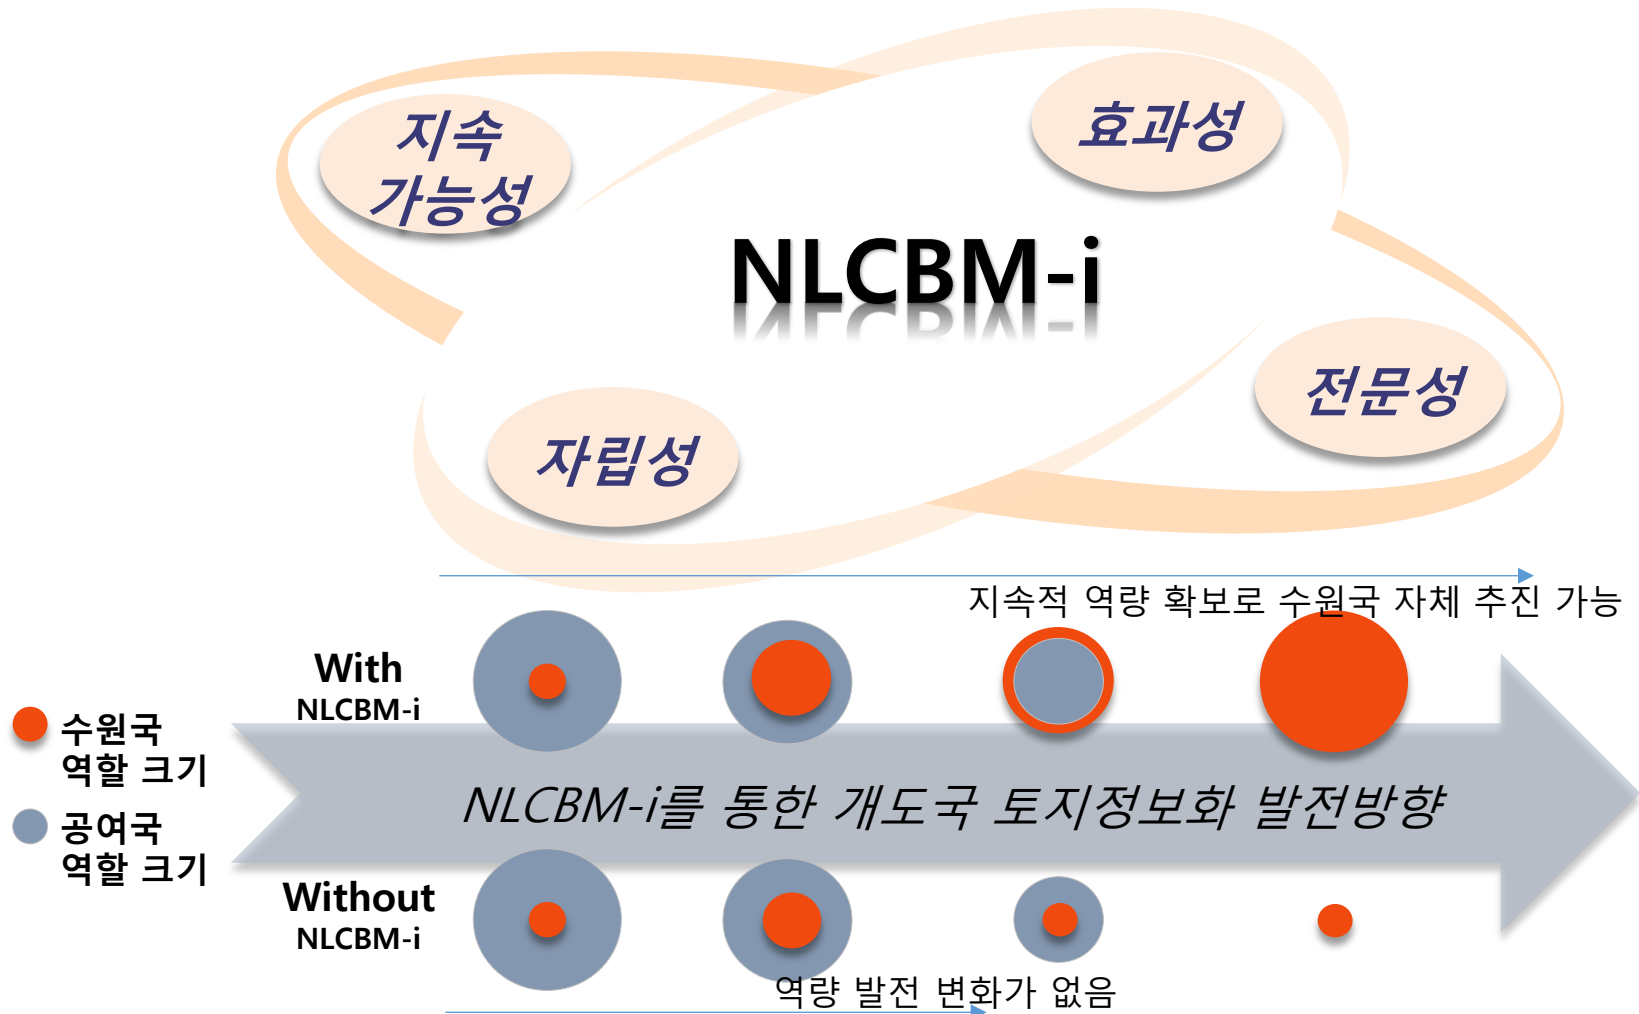 지속
가능성
효과성
NLCBM-i
전문성
자립성
지속적 역량 확보로 수원국 자체 추진 가능
With
NLCBM-i
수원국
역할 크기
공여국
역할 크기
NLCBM-i를 통한 개도국 토지정보화 발전방향
Without
NLCBM-i
역량 발전 변화가 없음